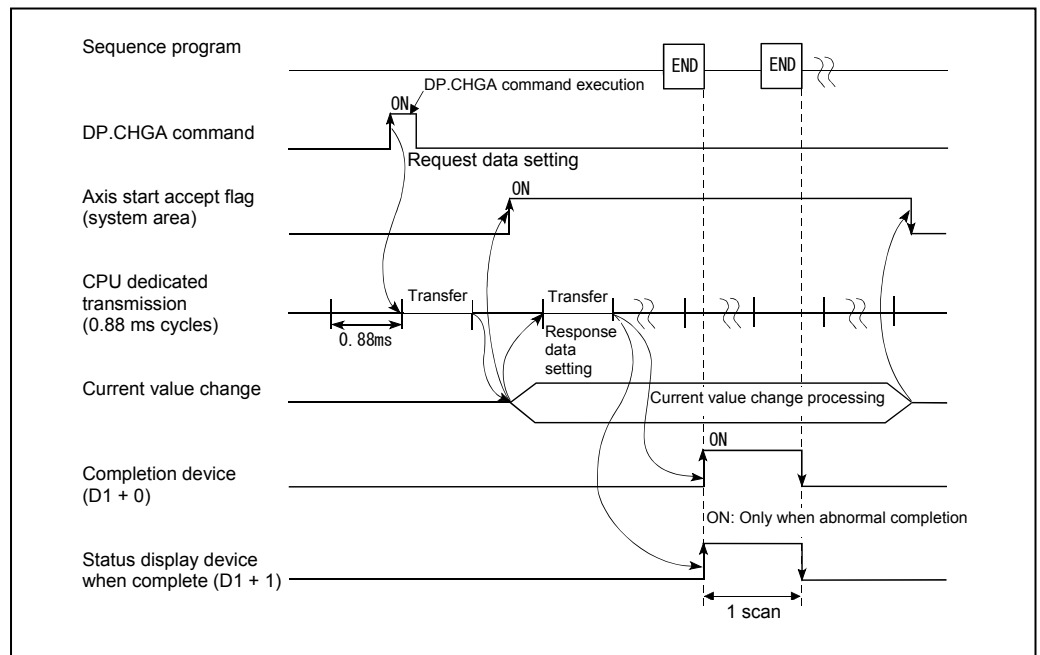 Sequence program
END
END
DP.CHGA command execution
ON
DP.CHGA command
Request data setting
Axis start accept flag
(system area)
ON
CPU dedicated
transmission
(0.88 ms cycles)
Transfer
Transfer
0.88ms
Response
data
setting
Current value change
Current value change processing
ON
Completion device
(D1 + 0)
ON: Only when abnormal completion
Status display device
when complete (D1 + 1)
1 scan